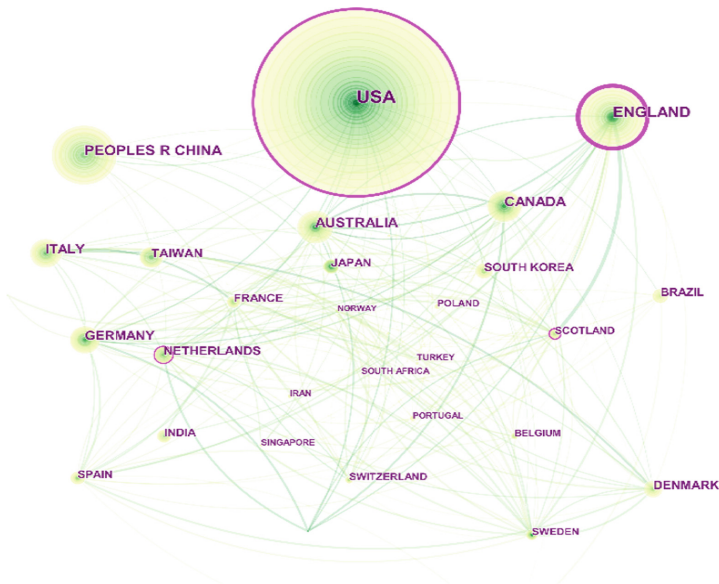 USA
ENGLAND
PEOPLES R CHINA
CANADA
AUSTRALIA
ITALY
TAIWAN
JAPAN
SOUTH KOREA
BRAZIL
FRANCE
NORWAY
POLAND
SCOTLAND
GERMANY
NETHERLANDS
TURKEY
SOUTH AFRICA
IRAN
PORTUGAL
INDIA
SINGAPORE
BELGIUM
SPAIN
SWITZERLAND
DENMARK
SWEDEN